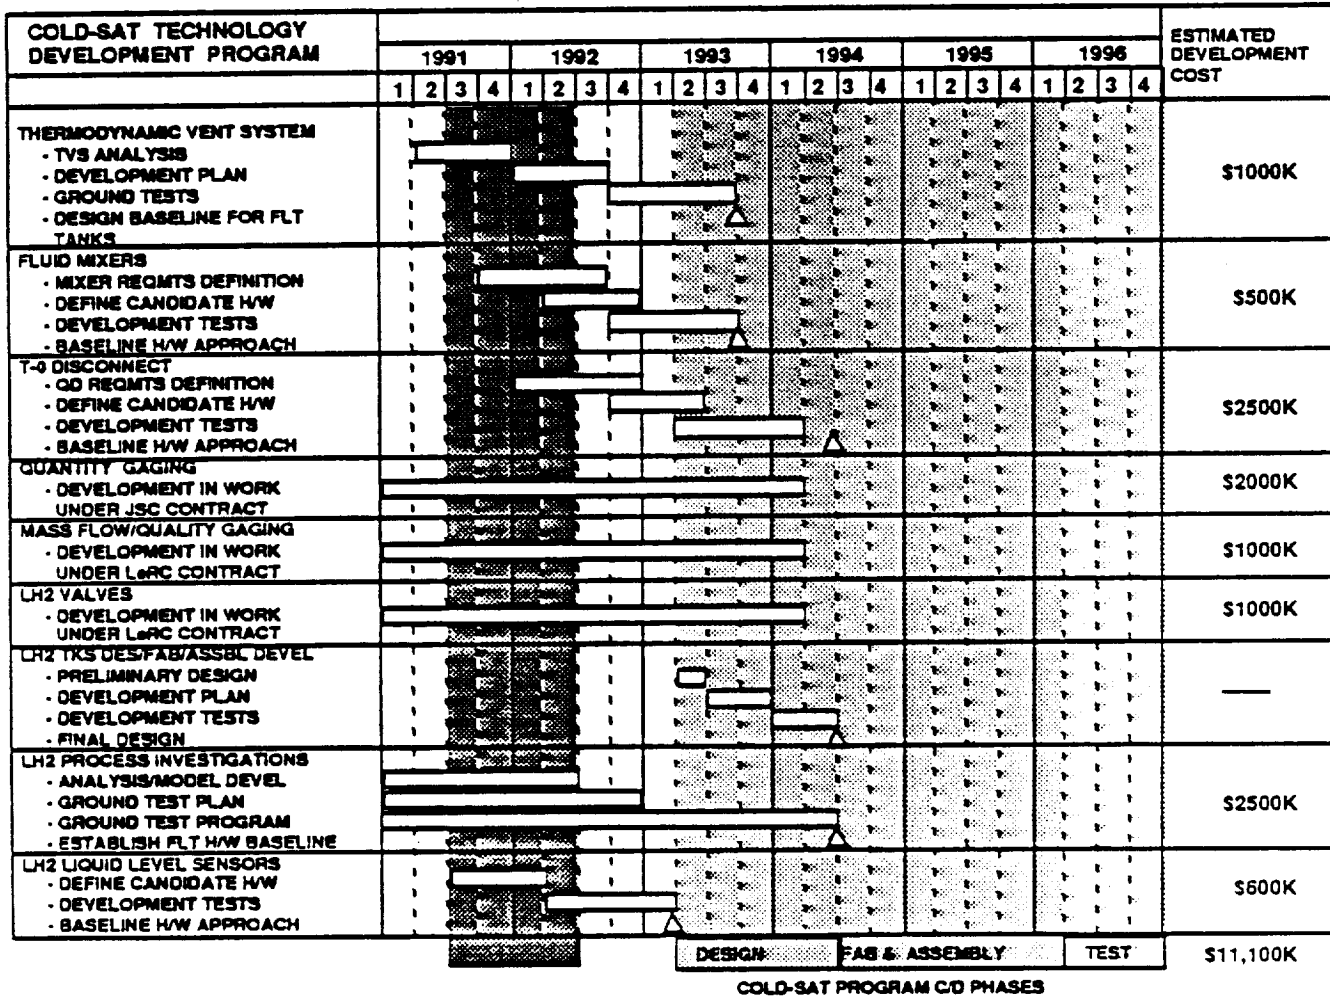 COLD-SAT TECHNOLOGY
DEVELOPMENT PROGRAM
ESTIMATED
DEVELOPMENT
COST
1991 1992 1993 1994 1995 1996
1 2 3 4 1 2 3 4 1 2 3 4 1 2 3 4 1 2 3 4 1 2 3 4
THERMODYNAMIC VENT SYSTEM
- TVS ANALYSIS
- DEVELOPMENT PLAN
- GROUND TESTS
- DESIGN BASELINE FOR FLT
TANKS
$1000K
FLUID MIXERS
- MIXER REQMTS DEFINITION
- DEFINE CANDIDATE H/W
- DEVELOPMENT TESTS
- BASELINE H/W APPROACH
$500K
T-0 DISCONNECT
- QD REQMTS DEFINITION
- DEFINE CANDIDATE H/W
- DEVELOPMENT TESTS
- BASELINE H/W APPROACH
$2500K
QUANTITY GAGING
- DEVELOPMENT IN WORK
UNDER JSC CONTRACT
$2000K
MASS FLOW/QUALITY GAGING
- DEVELOPMENT IN WORK
UNDER LeRC CONTRACT
$1000K
LH2 VALVES
- DEVELOPMENT IN WORK
UNDER LeRC CONTRACT
$1000K
LH2 TKS DES/FAB/ASSBL DEVEL
- PRELIMINARY DESIGN
- DEVELOPMENT PLAN
- DEVELOPMENT TESTS
- FINAL DESIGN
LH2 PROCESS INVESTIGATIONS
- ANALYSIS/MODEL DEVEL
- GROUND TEST PLAN
- GROUND TEST PROGRAM
- ESTABLISH FLT H/W BASELINE
$2500K
LH2 LIQUID LEVEL SENSORS
- DEFINE CANDIDATE H/W
- DEVELOPMENT TESTS
- BASELINE H/W APPROACH
$600K
DESIGN FAB & ASSEMBLY TEST
$11,100K
COLD-SAT PROGRAM C/D PHASES